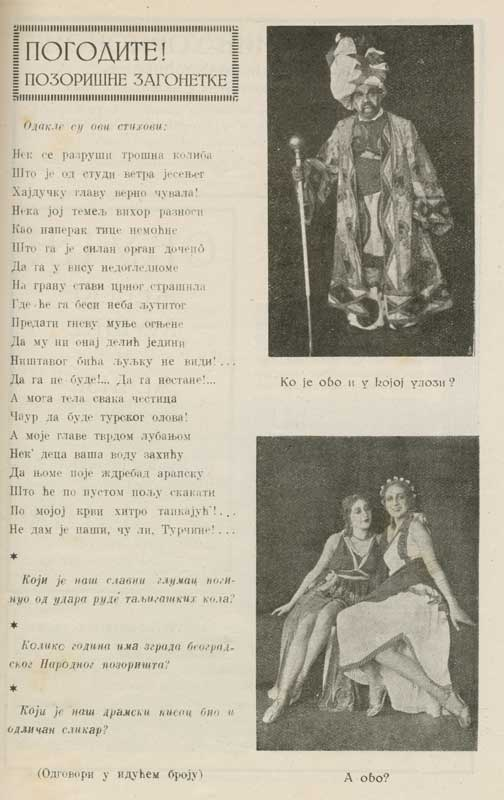 ПОГОДИТЕ!
ПОЗОРИШНЕ ЗАГОНЕТКЕ
Одакле су ови стихови:
Нек се разруши трошна колиба
Што је од студи ветра јесењег
Хајдучку главу верно чувала!
Нека јој темељ вихор разноси
Као наперак тице немоћне
Што га је силан орган дочепо̂
Да га у вису недогледноме
На грану стави црног страшила
Где ће га беси неба љутитог
Предати гневу муње огњене
Да му ни онај делић једини
Ништавог бића љуљку не види!...
Да га не буде!... Да га нестане!...
А мога тела свака честица
Чаур да буде турског олова!
А моје главе тврдом лубањом
Нек' деца ваша воду захићу
Да њоме поје ждребад арапску
Што ће по пустом пољу скакати
По мојој крви хитро тапкајућ'!...
Не дам је паши, чу ли, Турчине!...
*
Који је наш славни глумац поги-
нуо од удара руде таљигашких кола?
*
Колико година има зграда београд-
ског Народног позоришта?
*
Који је наш драмски писац био и
одличан сликар?
(Одговори у идућем броју)
Ко је ово и у којој улози?
А ово?